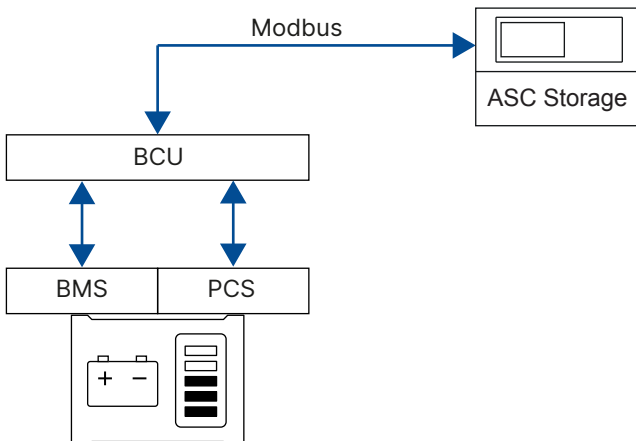 Modbus
ASC Storage
BCU
BMS
PCS
+ −